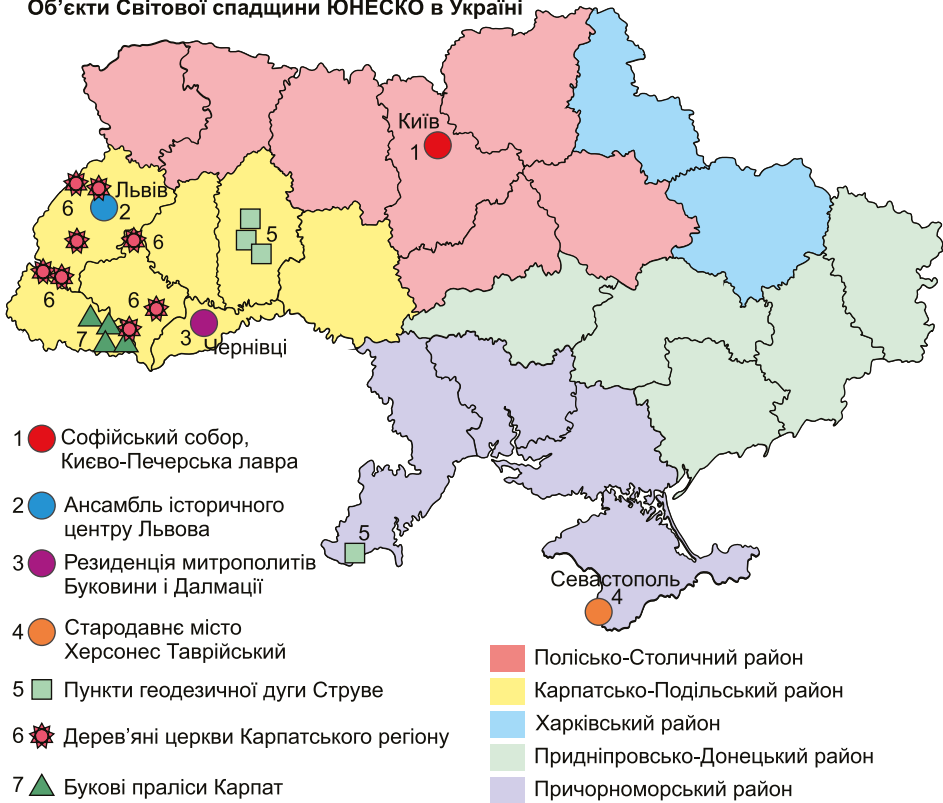 Об’єкти Світової спадщини ЮНЕСКО в Україні
Київ
1
Львів
6
2
6
5
6
6
7
3
Чернівці
5
Севастополь
4
1 Софійський собор,
Києво-Печерська лавра
2 Ансамбль історичного
центру Львова
3 Резиденція митрополитів
Буковини і Далмації
4 Стародавнє місто
Херсонес Таврійський
5 Пункти геодезичної дуги Струве
6 Дерев’яні церкви Карпатського регіону
7 Букові праліси Карпат
Полісько-Столичний район
Карпатсько-Подільський район
Харківський район
Придніпровсько-Донецький район
Причорноморський район